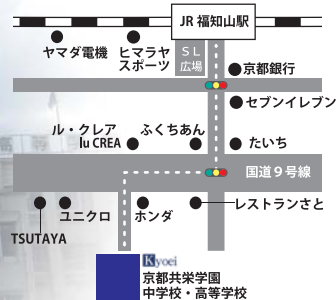 JR 福知山駅
ヤマダ電機
ヒマラヤ
スポーツ
SL
広場
京都銀行
セブンイレブン
ル・クレア
lu CREA
ふくちあん
たいち
国道9号線
TSUTAYA
ユニクロ
ホンダ
レストランさと
Kyoei
京都共栄学園
中学校・高等学校